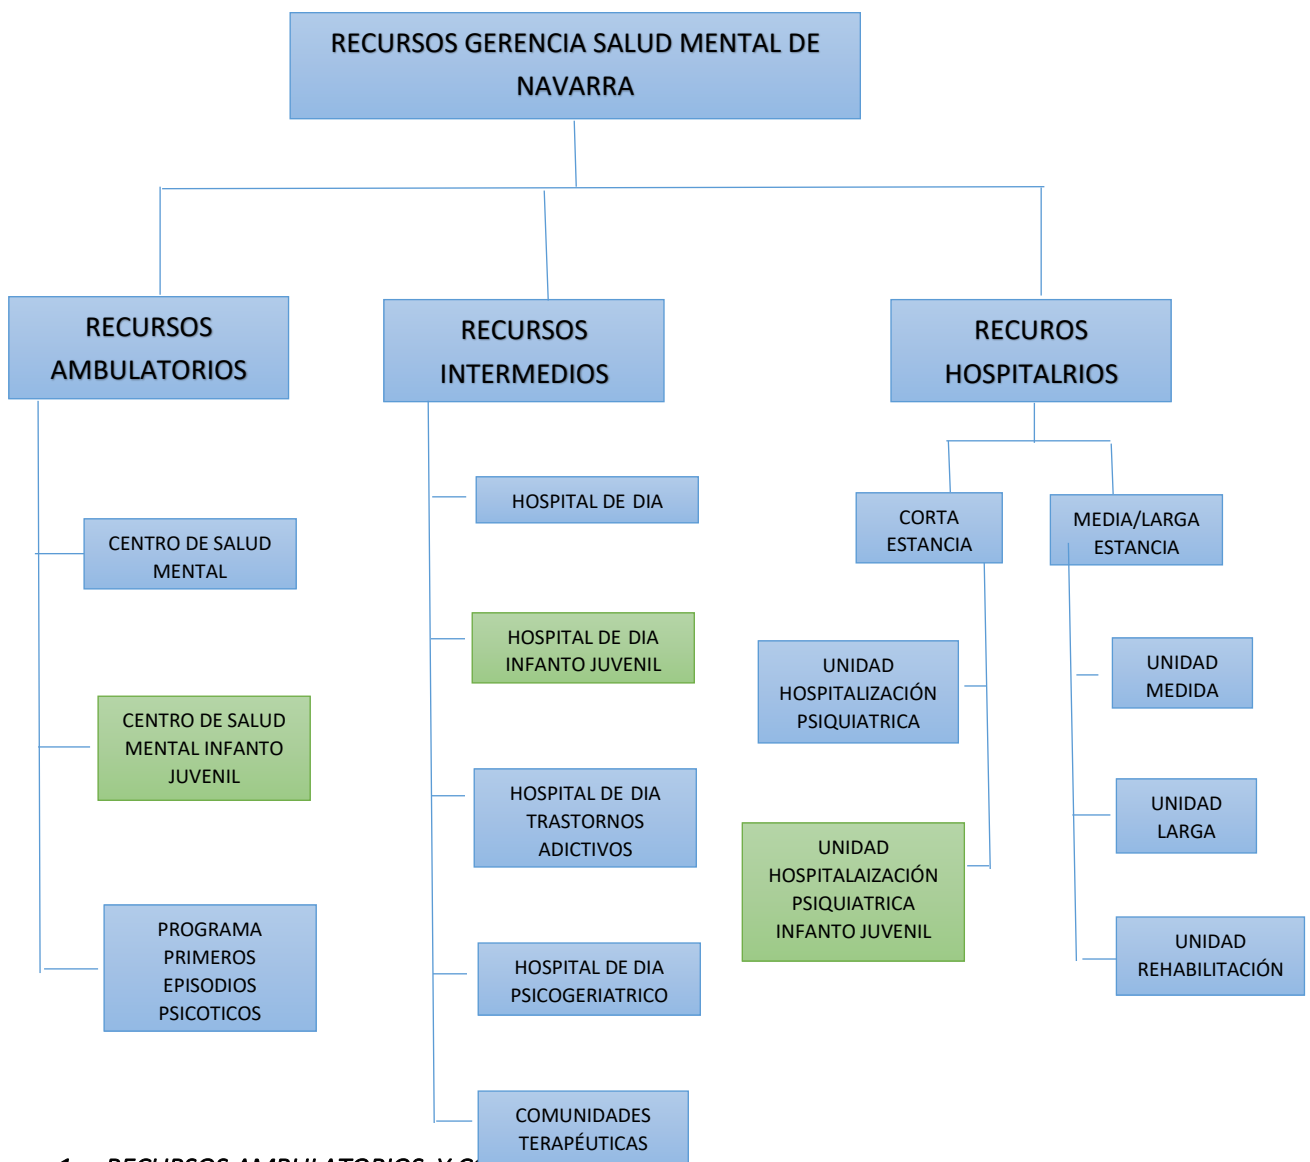 RECURSOS GERENCIA SALUD MENTAL DE
NAVARRA
RECURSOS
AMBULATORIOS
CENTRO DE SALUD
MENTAL
CENTRO DE SALUD
MENTAL INFANTO
JUVENIL
PROGRAMA
PRIMEROS
EPISODIOS
PSICOTICOS
RECURSOS
INTERMEDIOS
HOSPITAL DE DIA
HOSPITAL DE DIA
INFANTO JUVENIL
HOSPITAL DE DIA
TRASTORNOS
ADICTIVOS
HOSPITAL DE DIA
PSICOGERIATRICO
COMUNIDADES
TERAPÉUTICAS
RECUROS
HOSPITALRIOS
CORTA
ESTANCIA
UNIDAD
HOSPITALIZACIÓN
PSIQUIATRICA
UNIDAD
HOSPITALAIZACIÓN
PSIQUIATRICA
INFANTO JUVENIL
MEDIA/LARGA
ESTANCIA
UNIDAD
MEDIDA
UNIDAD
LARGA
UNIDAD
REHABILITACIÓN
RECURSOS AMBULATORIOS Y